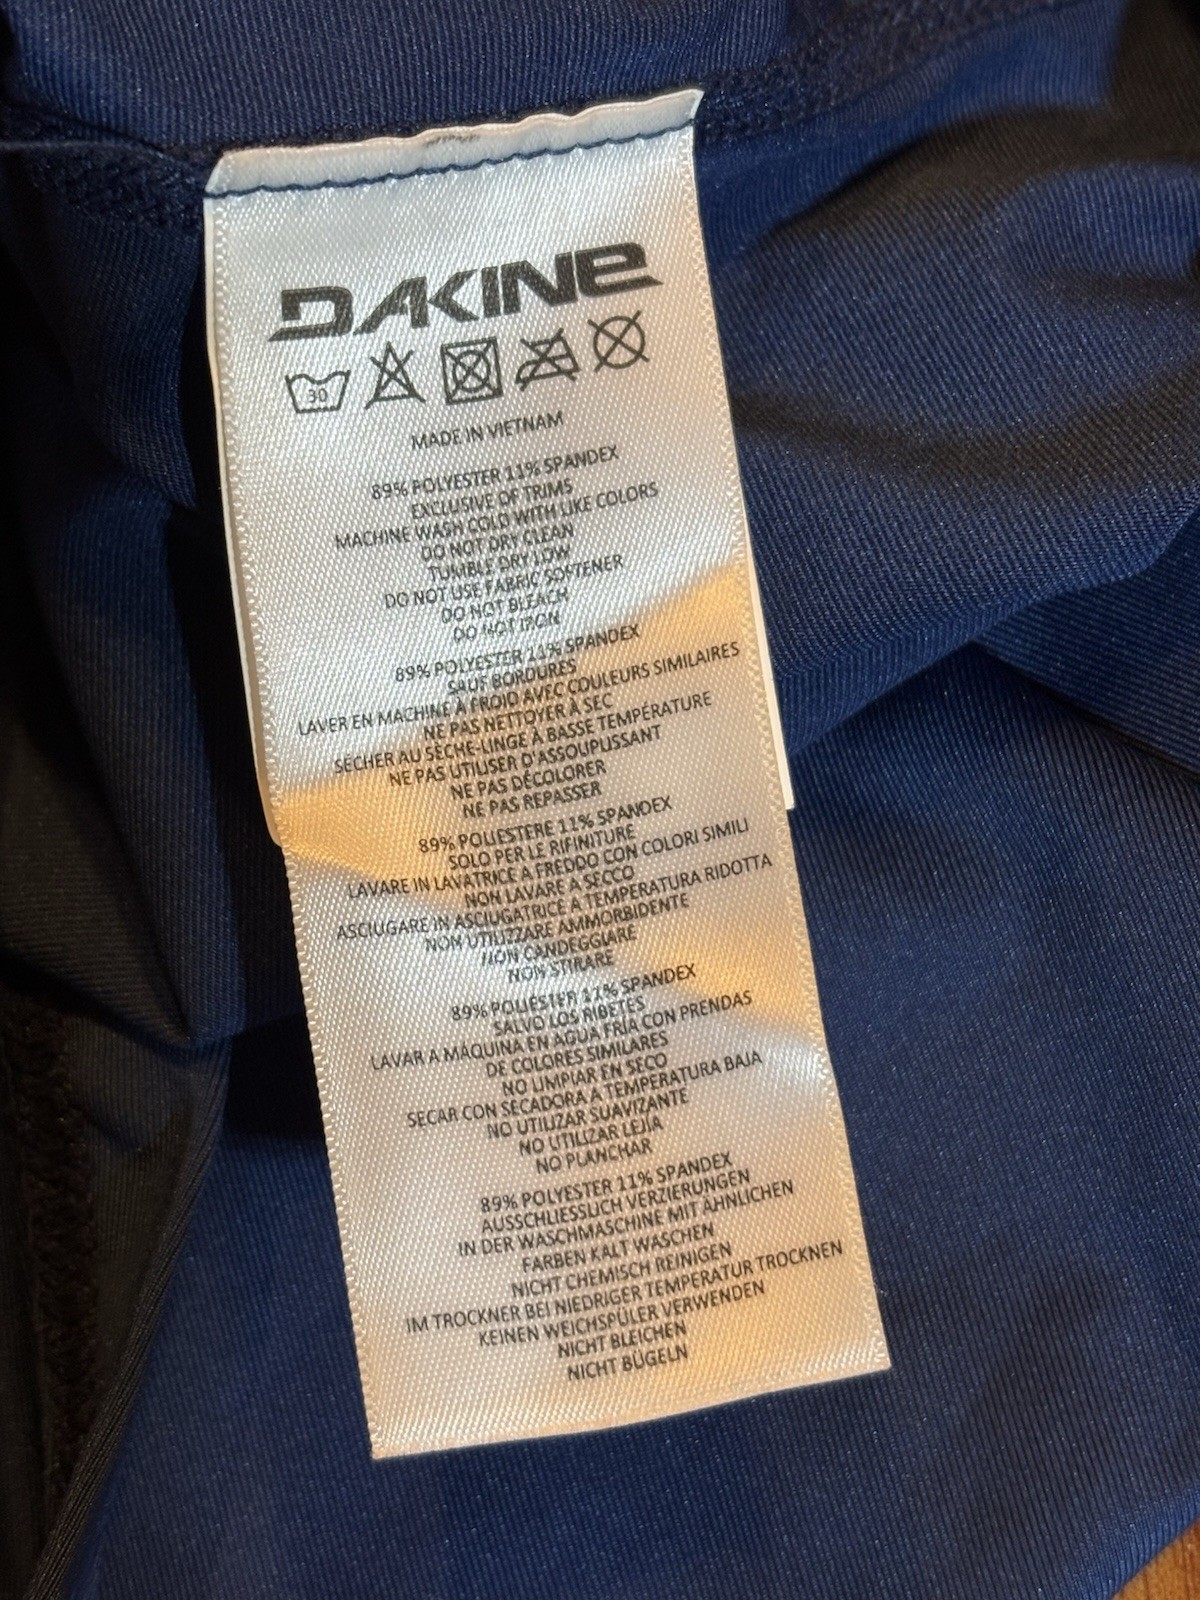 DAKINE
30
MADE IN VIETNAM
89% POLYESTER 11% SPANDEX
EXCLUSIVE OF TRIMS
MACHINE WASH COLD WITH LIKE COLORS
DO NOT DRY CLEAN
TUMBLE DRY LOW
DO NOT USE FABRIC SOFTENER
DO NOT BLEACH
DO NOT IRON
89% POLYESTER 11% SPANDEX
SAUF BORDURES
LAVER EN MACHINE À FROID AVEC COULEURS SIMILAIRES
NE PAS NETTOYER À SEC
SÉCHER AU SÈCHE-LINGE À BASSE TEMPÉRATURE
NE PAS UTILISER D'ASSOUPLISSANT
NE PAS DÉCOLORER
NE PAS REPASSER
89% POLIESTERE 11% SPANDEX
SOLO PER LE RIFINITURE
LAVARE IN LAVATRICE A FREDDO CON COLORI SIMILI
NON LAVARE A SECCO
ASCIUGARE IN ASCIUGATRICE A TEMPERATURA RIDOTTA
NON UTILIZZARE AMMORBIDENTE
NON CANDEGGIARE
NON STIRARE
89% POLIÉSTER 11% SPANDEX
SALVO LOS RIBETES
LAVAR A MÁQUINA EN AGUA FRÍA CON PRENDAS
DE COLORES SIMILARES
NO LIMPIAR EN SECO
SECAR CON SECADORA A TEMPERATURA BAJA
NO UTILIZAR SUAVIZANTE
NO UTILIZAR LEJÍA
NO PLANCHAR
89% POLYESTER 11% SPANDEX
AUSSCHLIESSLICH VERZIERUNGEN
IN DER WASCHMASCHINE MIT ÄHNLICHEN
FARBEN KALT WASCHEN
NICHT CHEMISCH REINIGEN
IM TROCKNER BEI NIEDRIGER TEMPERATUR TROCKNEN
KEINEN WEICHSPÜLER VERWENDEN
NICHT BLEICHEN
NICHT BÜGELN